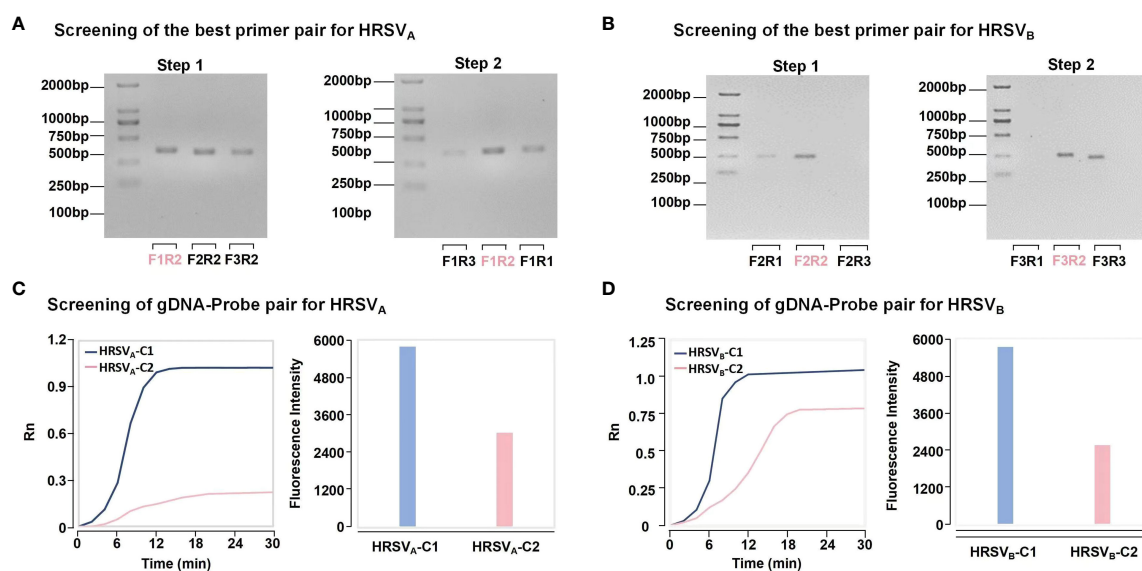 A Screening of the best primer pair for HRSVA
Step 1
2000bp
1000bp
750bp
500bp
250bp
100bp
F1R2 F2R2 F3R2
Step 2
2000bp
1000bp
750bp
500bp
250bp
100bp
F1R3 F1R2 F1R1
B Screening of the best primer pair for HRSVB
Step 1
2000bp
1000bp
750bp
500bp
250bp
100bp
F2R1 F2R2 F2R3
Step 2
2000bp
1000bp
750bp
500bp
250bp
100bp
F3R1 F3R2 F3R3
C Screening of gDNA-Probe pair for HRSVA
HRSVA-C1
HRSVA-C2
Rn
1.2
0.9
0.6
0.3
0
0 6 12 18 24 30
Time (min)
Fluorescence Intensity
6000
4800
3600
2400
1200
0
HRSVA-C1 HRSVA-C2
D Screening of gDNA-Probe pair for HRSVB
HRSVB-C1
HRSVB-C2
Rn
1.25
1.0
0.75
0.5
0.25
0
0 6 12 18 24 30
Time (min)
Fluorescence Intensity
6000
4800
3600
2400
1200
0
HRSVB-C1 HRSVB-C2